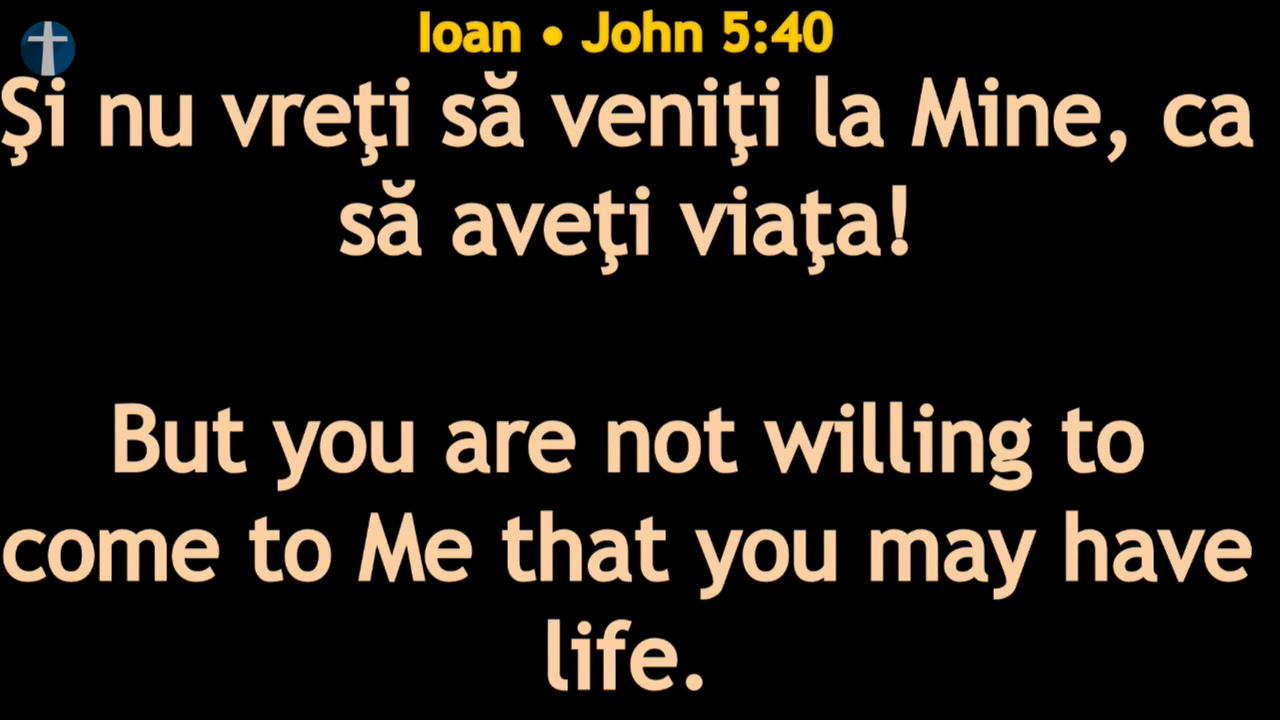 Ioan • John 5:40
Şi nu vreţi să veniţi la Mine, ca
să aveţi viaţa!
But you are not willing to
come to Me that you may have
life.